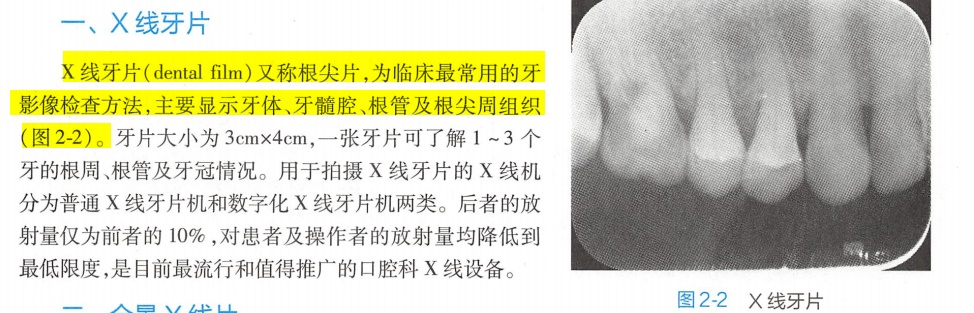 一、X 线牙片
X 线牙片(dental film)又称根尖片,为临床最常用的牙
影像检查方法,主要显示牙体、牙髓腔、根管及根尖周组织
(图 2-2)。牙片大小为 3cm×4cm,一张牙片可了解 1 ~ 3 个
牙的根周、根管及牙冠情况。用于拍摄 X 线牙片的 X 线机
分为普通 X 线牙片机和数字化 X 线牙片机两类。后者的放
射量仅为前者的 10%,对患者及操作者的放射量均降低到
最低限度,是目前最流行和值得推广的口腔科 X 线设备。
图 2-2 X 线牙片